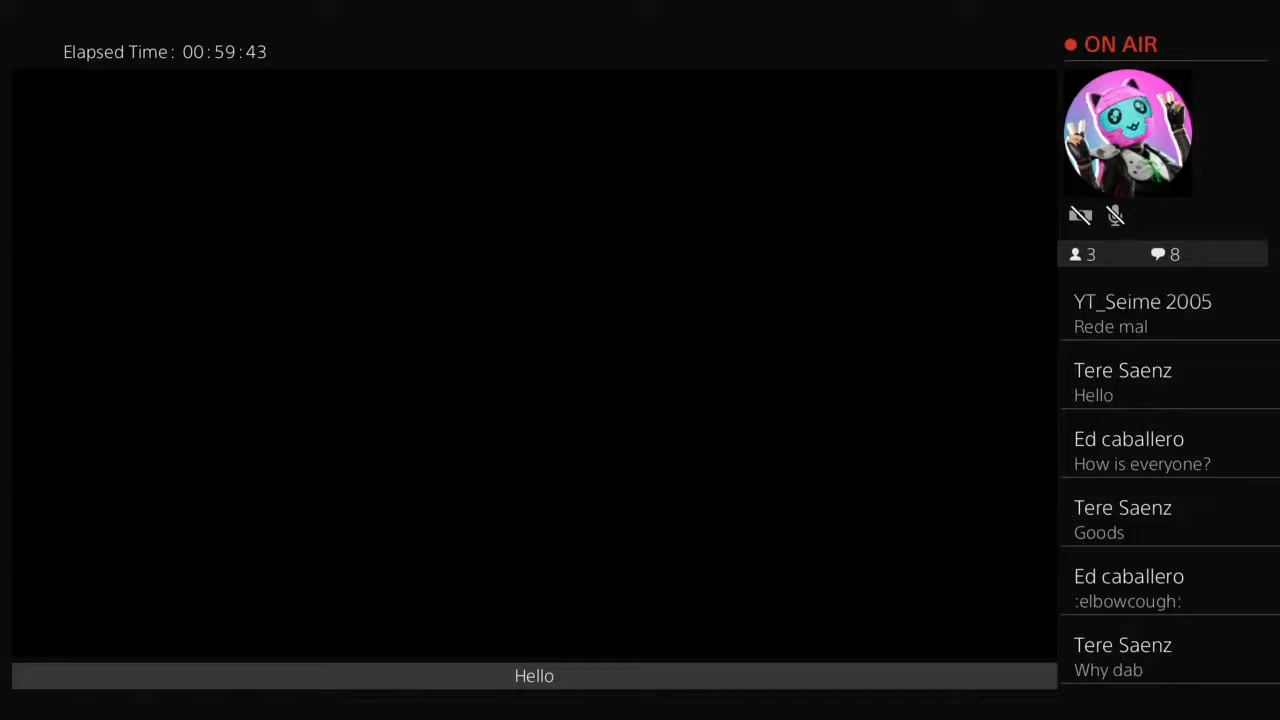 Elapsed Time: 00:59:43
ON AIR
3 8
YT_Seime 2005
Rede mal
Tere Saenz
Hello
Ed caballero
How is everyone?
Tere Saenz
Goods
Ed caballero
:elbowcough:
Tere Saenz
Why dab
Hello